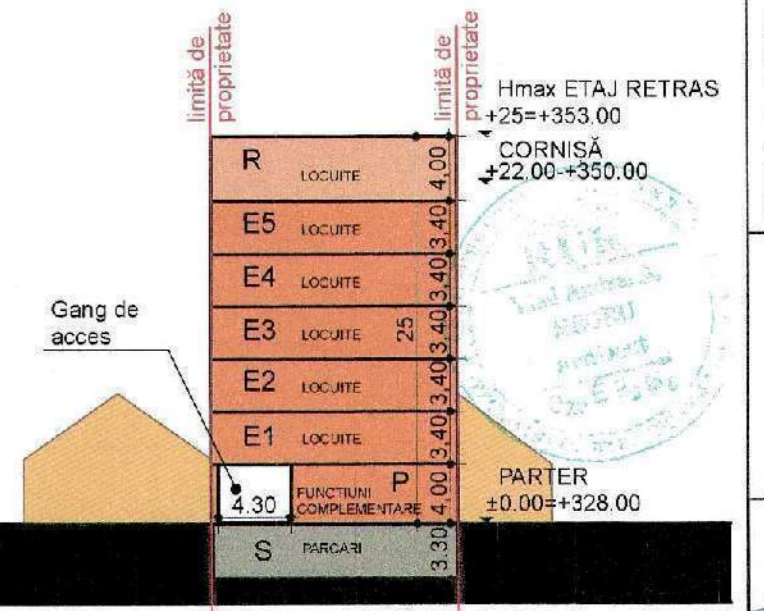 limită de
proprietate
limită de
proprietate
Hmax ETAJ RETRAS
+25=+353.00
CORNIȘĂ
+22.00-+350.00
R LOCUITE 4,00
E5 LOCUITE 3,40
E4 LOCUITE 3,40
E3 LOCUITE 25 3,40
E2 LOCUITE 3,40
E1 LOCUITE 3,40
Gang de
acces
4.30
P
FUNCTIUNI
COMPLEMENTARE
4,00
PARTER
±0.00=+328.00
S PARCARI 3.30